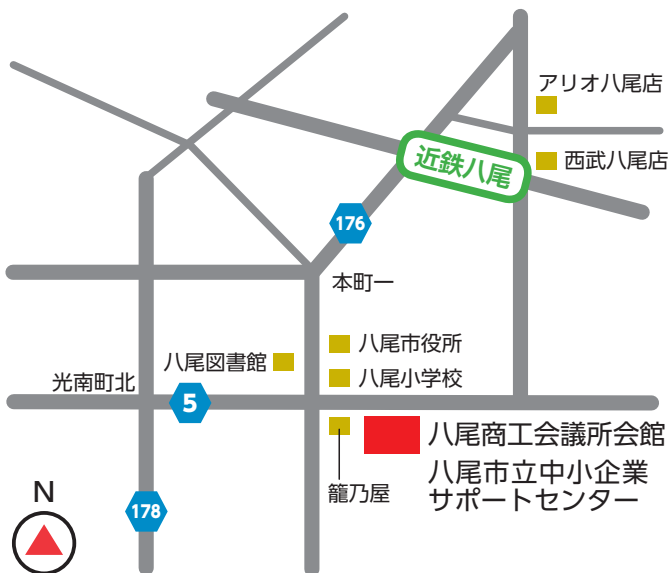 アリオ八尾店
近鉄八尾
西武八尾店
176
本町一
八尾市役所
八尾図書館
八尾小学校
光南町北
5
八尾商工会議所会館
八尾市立中小企業
サポートセンター
籠乃屋
N
178